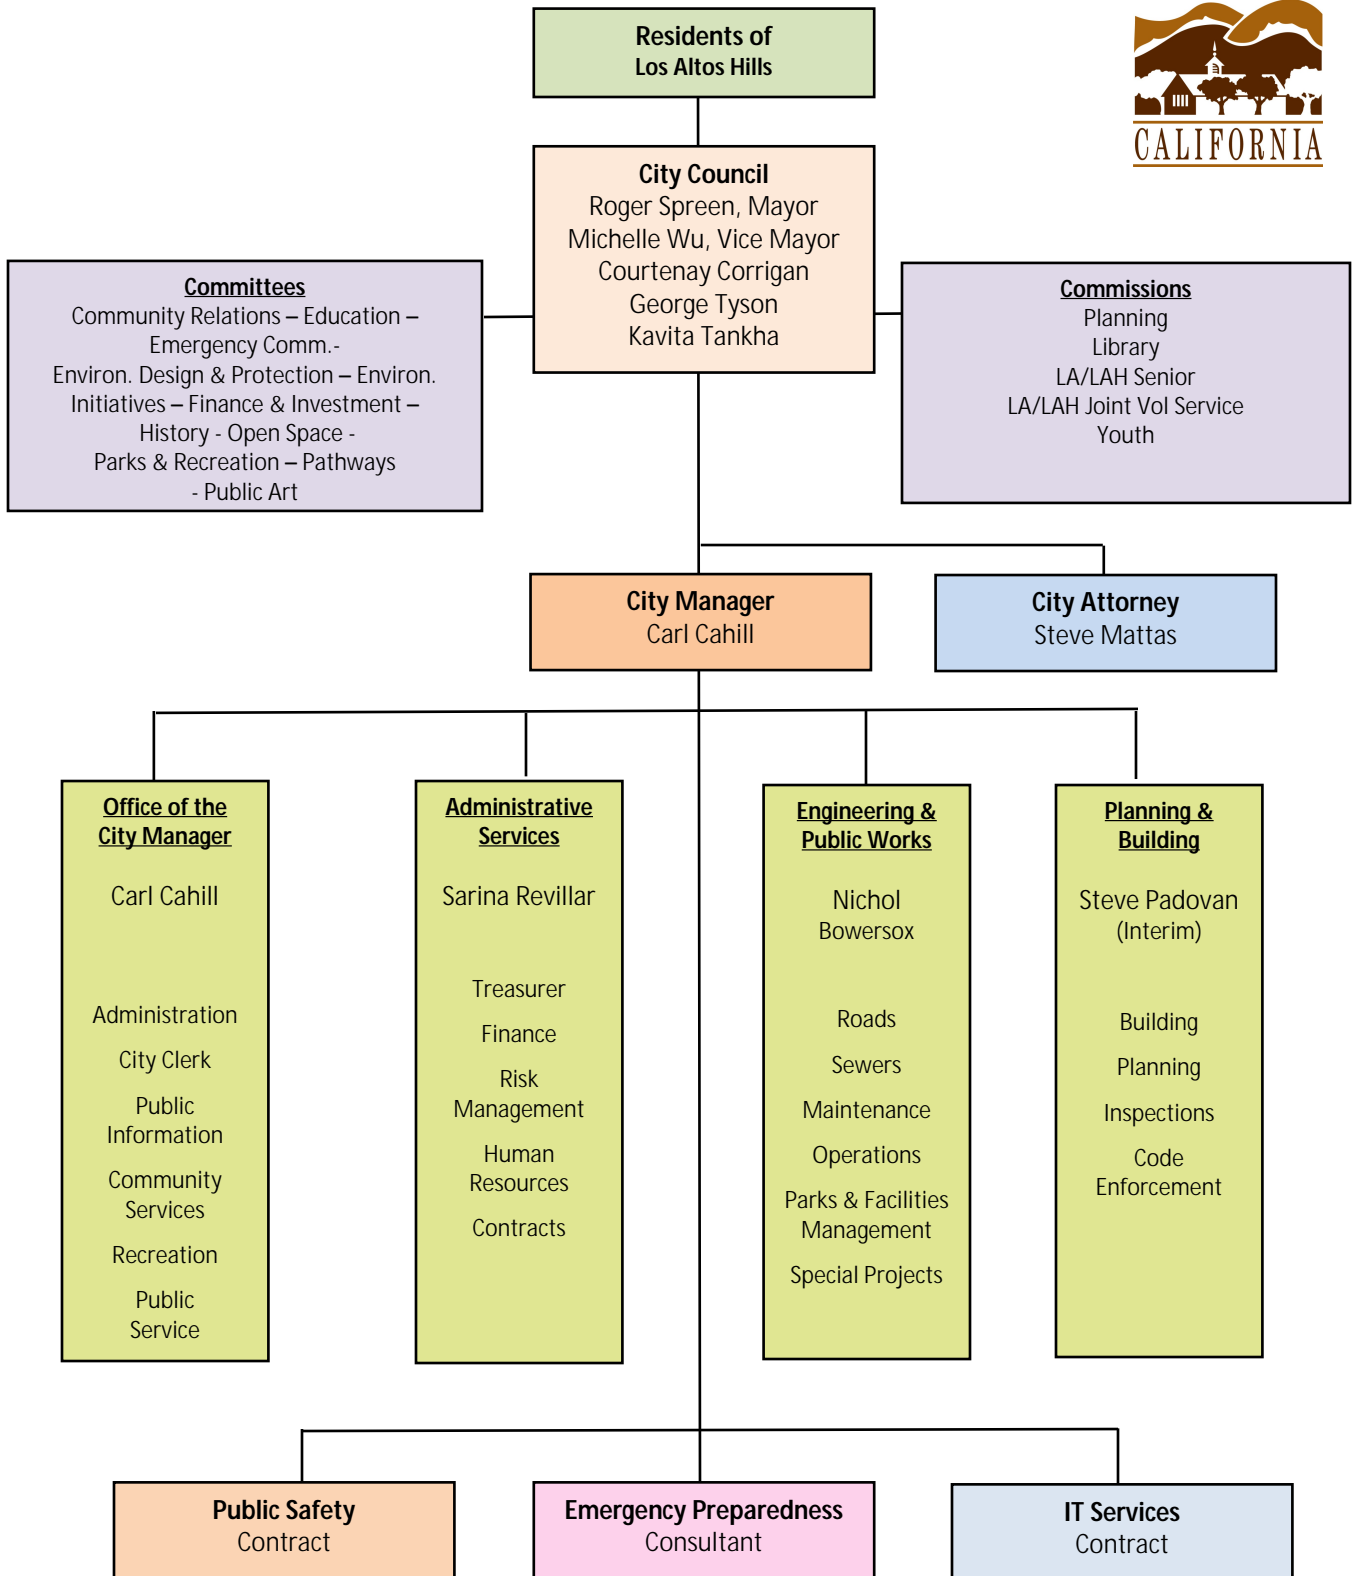 Residents of
Los Altos Hills
CALIFORNIA
City Council
Roger Spreen, Mayor
Michelle Wu, Vice Mayor
Courtenay Corrigan
George Tyson
Kavita Tankha
Committees
Community Relations – Education –
Emergency Comm.-
Environ. Design & Protection – Environ.
Initiatives – Finance & Investment –
History - Open Space -
Parks & Recreation – Pathways
- Public Art
Commissions
Planning
Library
LA/LAH Senior
LA/LAH Joint Vol Service
Youth
City Manager
Carl Cahill
City Attorney
Steve Mattas
Office of the
City Manager
Carl Cahill
Administration
City Clerk
Public
Information
Community
Services
Recreation
Public
Service
Administrative
Services
Sarina Revillar
Treasurer
Finance
Risk
Management
Human
Resources
Contracts
Engineering &
Public Works
Nichol
Bowersox
Roads
Sewers
Maintenance
Operations
Parks & Facilities
Management
Special Projects
Planning &
Building
Steve Padovan
(Interim)
Building
Planning
Inspections
Code
Enforcement
Public Safety
Contract
Emergency Preparedness
Consultant
IT Services
Contract